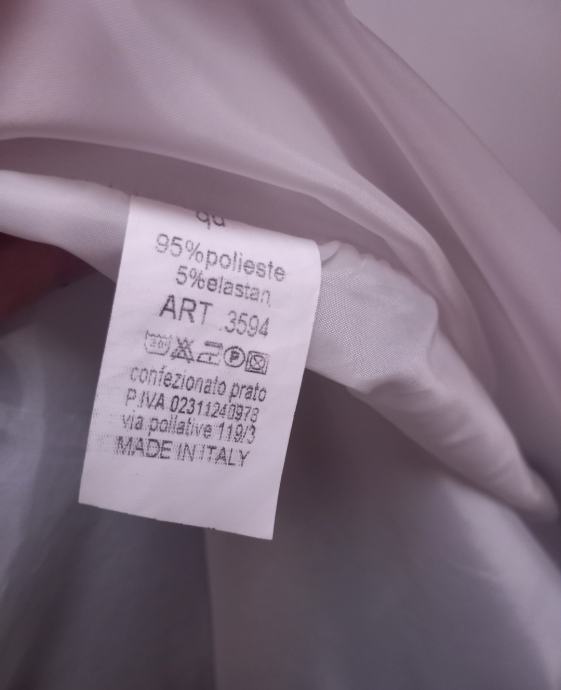 95%polieste
5%elastan
ART .3594
confezionato prato
P.IVA 02311240978
via pollative 119/3
MADE IN ITALY